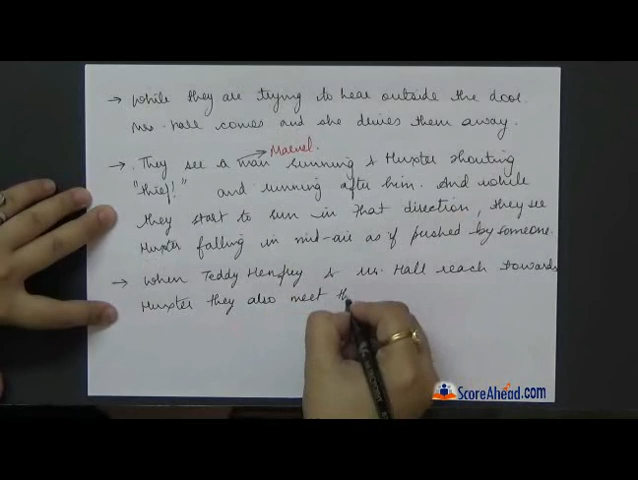 → While they are trying to hear outside the door.
Mrs. Hall comes and she drives them away.
Marvel.
→. They see a man running & Huxter shouting
"thief!" and running after him. And while
they start to run in that direction, they see
Huxter falling in mid-air as if pushed by someone.
→ When Teddy Henfrey & Mr. Hall reach towards
Huxter they also meet th
ScoreAhead.com